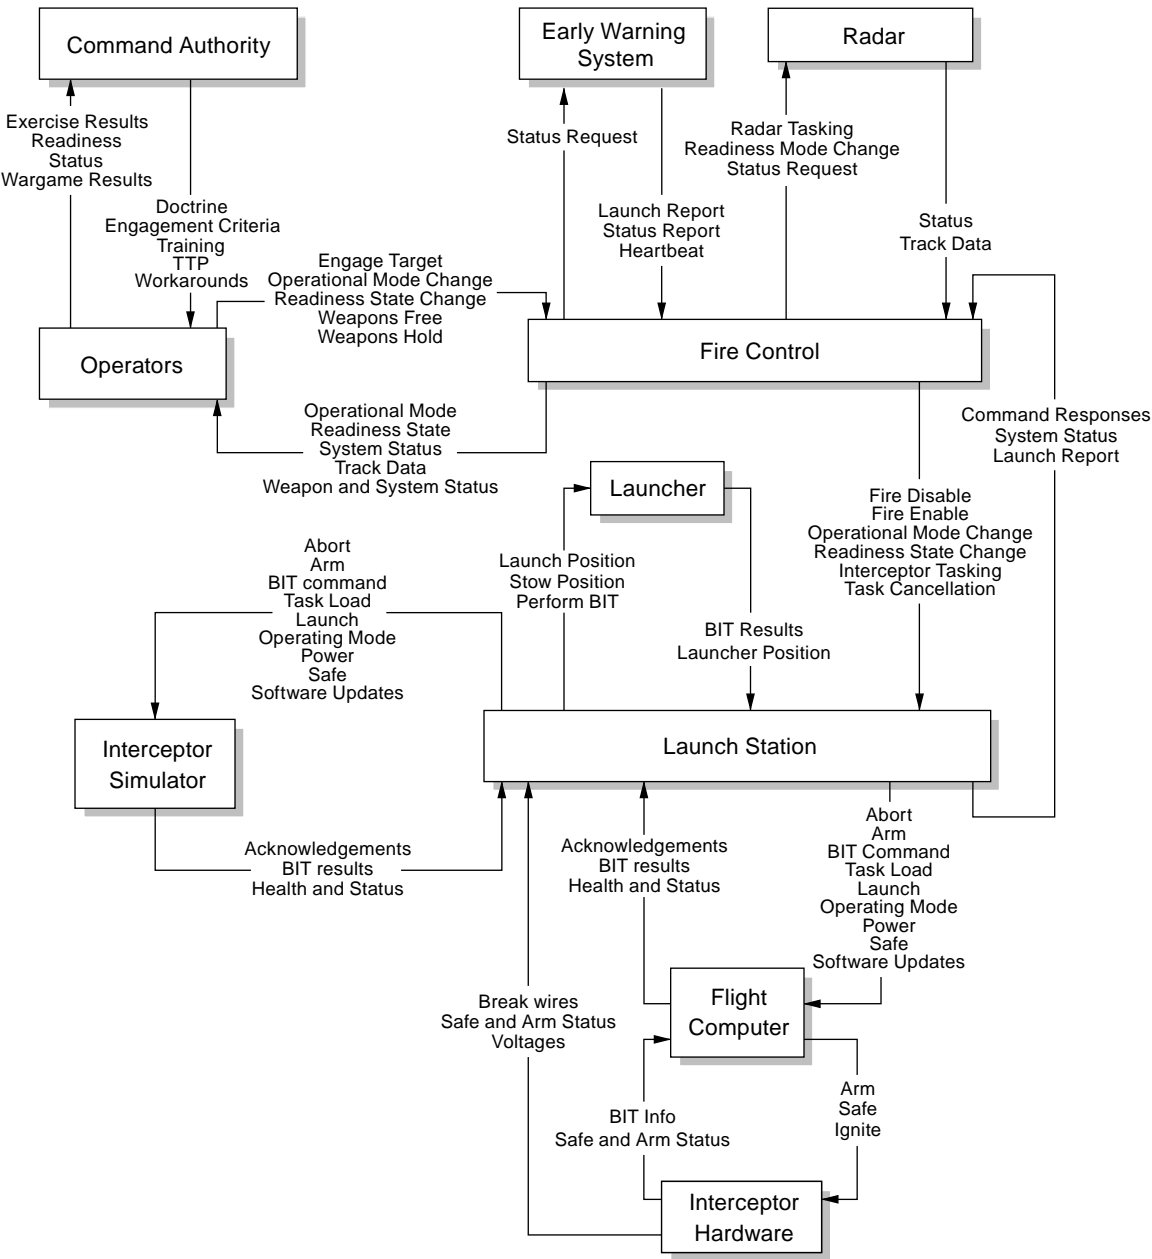 Command Authority
Early Warning
System
Radar
Exercise Results
Readiness
Status
Wargame Results
Doctrine
Engagement Criteria
Training
TTP
Workarounds
Status Request
Launch Report
Status Report
Heartbeat
Radar Tasking
Readiness Mode Change
Status Request
Status
Track Data
Engage Target
Operational Mode Change
Readiness State Change
Weapons Free
Weapons Hold
Operators
Fire Control
Operational Mode
Readiness State
System Status
Track Data
Weapon and System Status
Command Responses
System Status
Launch Report
Launcher
Fire Disable
Fire Enable
Operational Mode Change
Readiness State Change
Interceptor Tasking
Task Cancellation
Launch Position
Stow Position
Perform BIT
BIT Results
Launcher Position
Abort
Arm
BIT command
Task Load
Launch
Operating Mode
Power
Safe
Software Updates
Interceptor
Simulator
Launch Station
Acknowledgements
BIT results
Health and Status
Acknowledgements
BIT results
Health and Status
Abort
Arm
BIT Command
Task Load
Launch
Operating Mode
Power
Safe
Software Updates
Break wires
Safe and Arm Status
Voltages
Flight
Computer
BIT Info
Safe and Arm Status
Arm
Safe
Ignite
Interceptor
Hardware